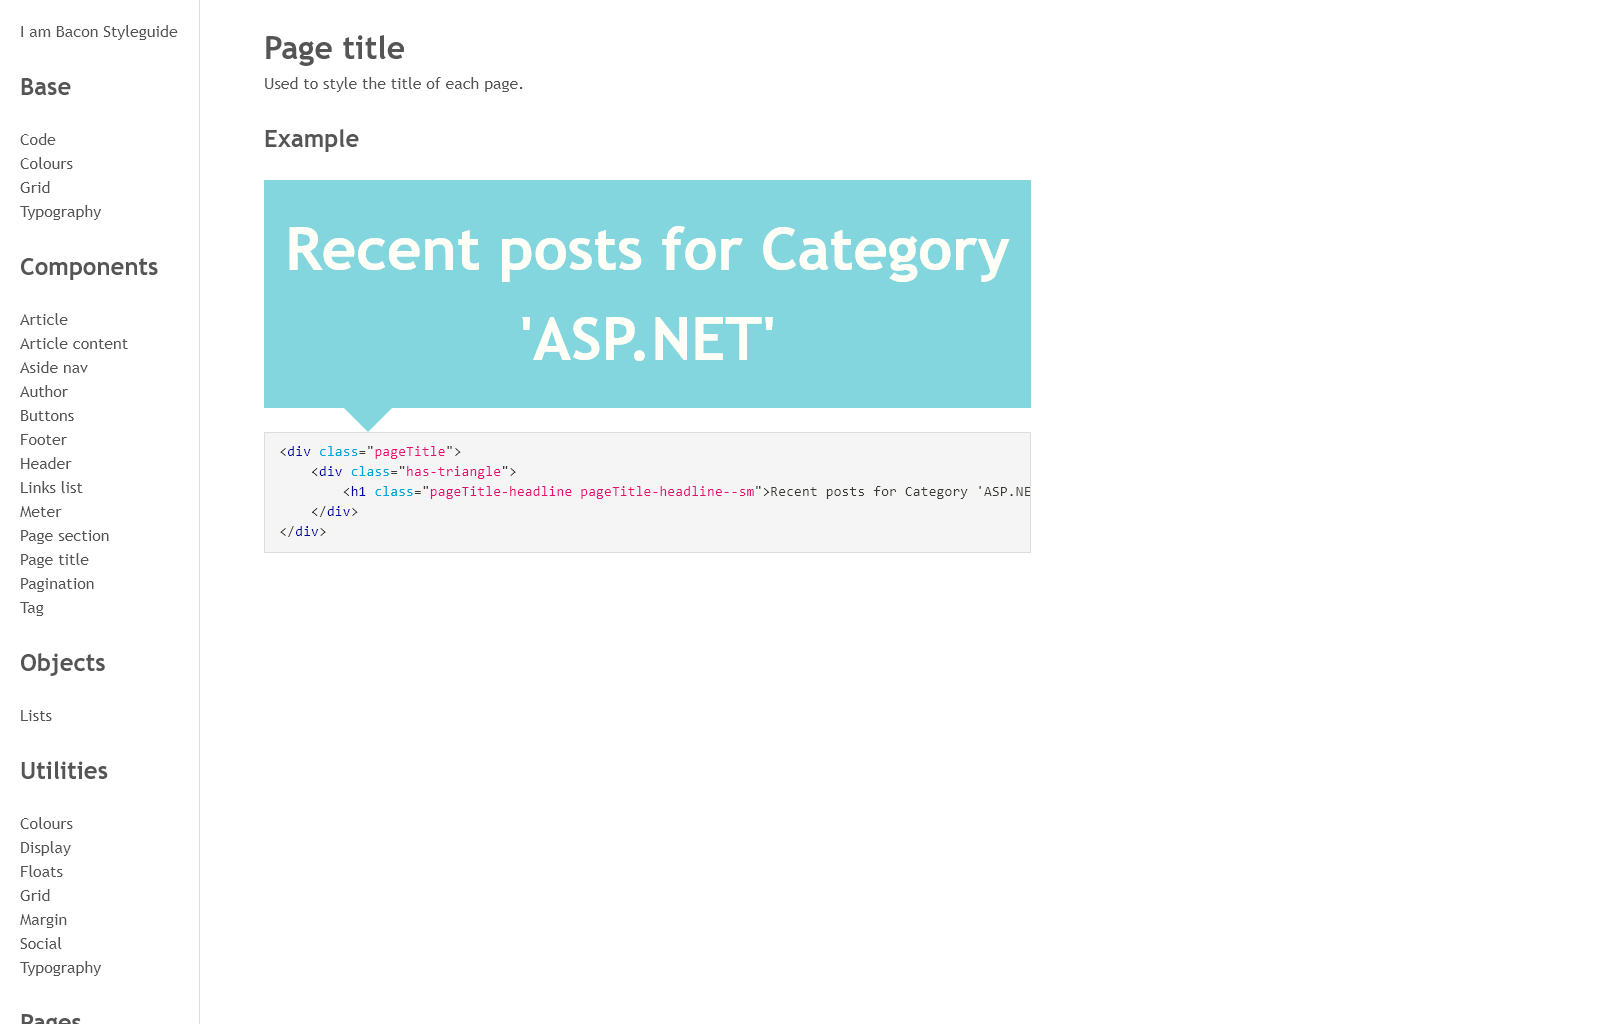 I am Bacon Styleguide
Base
Code
Colours
Grid
Typography
Components
Article
Article content
Aside nav
Author
Buttons
Footer
Header
Links list
Meter
Page section
Page title
Pagination
Tag
Objects
Lists
Utilities
Colours
Display
Floats
Grid
Margin
Social
Typography
Pages
Page title
Used to style the title of each page.
Example
Recent posts for Category
'ASP.NET'
<div class="pageTitle">
    <div class="has-triangle">
        <h1 class="pageTitle-headline pageTitle-headline--sm">Recent posts for Category 'ASP.NE
    </div>
</div>